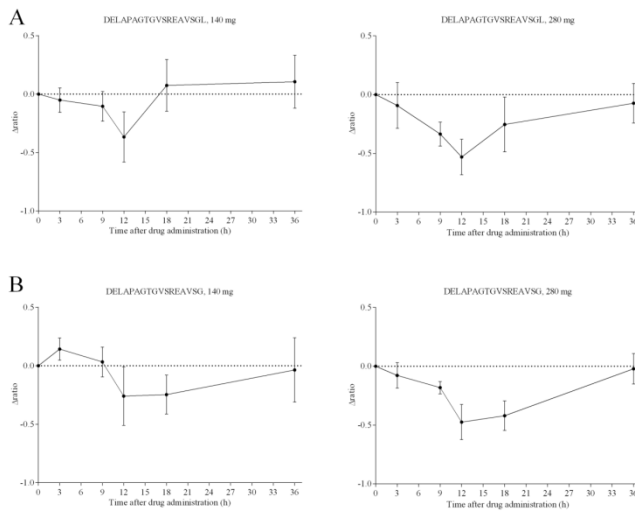 A
DELAPAGTGVSREAVSGL, 140 mg
0.5
0.0
-0.5
-1.0
Δratio
0 3 6 9 12 15 18 21 24 27 30 33 36
Time after drug administration (h)
DELAPAGTGVSREAVSGL, 280 mg
0.5
0.0
-0.5
-1.0
Δratio
0 3 6 9 12 15 18 21 24 27 30 33 36
Time after drug administration (h)
B
DELAPAGTGVSREAVSG, 140 mg
0.5
0.0
-0.5
-1.0
Δratio
0 3 6 9 12 15 18 21 24 27 30 33 36
Time after drug administration (h)
DELAPAGTGVSREAVSG, 280 mg
0.5
0.0
-0.5
-1.0
Δratio
0 3 6 9 12 15 18 21 24 27 30 33 36
Time after drug administration (h)